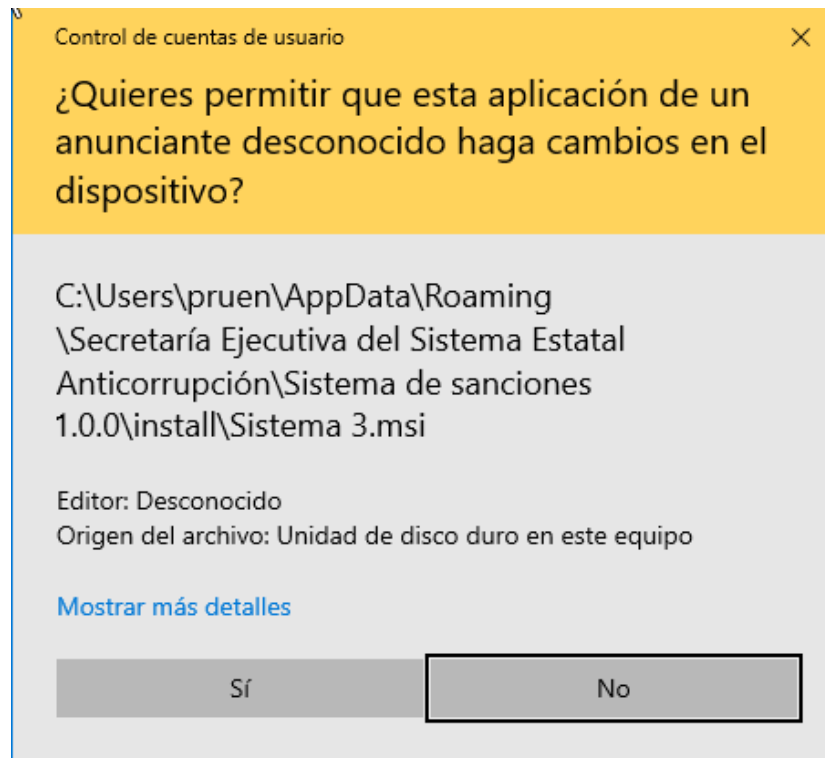 Control de cuentas de usuario
¿Quieres permitir que esta aplicación de un
anunciante desconocido haga cambios en el
dispositivo?
C:\Users\pruen\AppData\Roaming
\Secretaría Ejecutiva del Sistema Estatal
Anticorrupción\Sistema de sanciones
1.0.0\install\Sistema 3.msi
Editor: Desconocido
Origen del archivo: Unidad de disco duro en este equipo
Mostrar más detalles
Sí
No